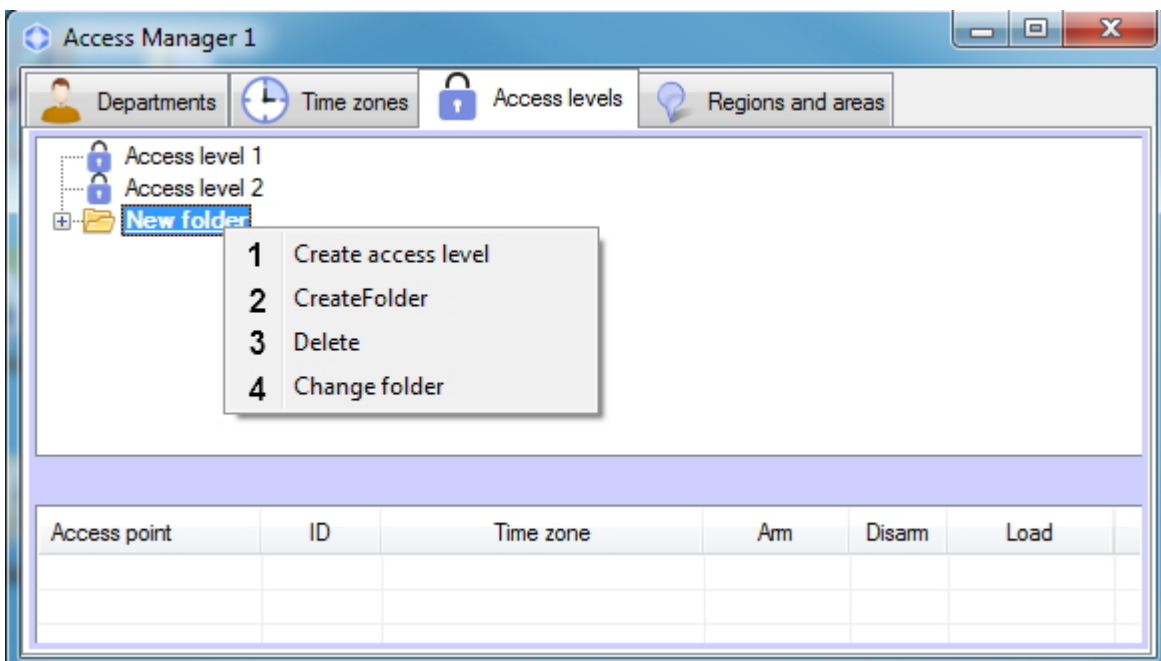 Access Manager 1
Departments Time zones Access levels Regions and areas
Access level 1
Access level 2
New folder
1 Create access level
2 CreateFolder
3 Delete
4 Change folder
Access point ID Time zone Arm Disarm Load